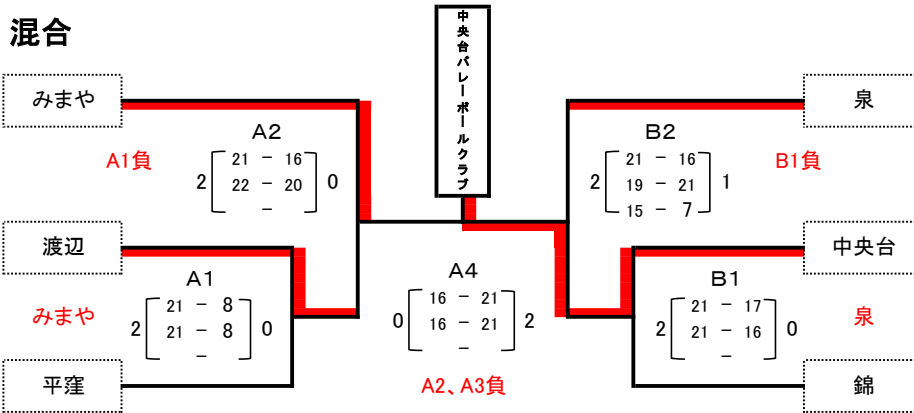 混合
中央台バレーボールクラブ
みまや
泉
A2
B2
A1負
B1負
2 21 － 16 0
22 － 20
－
2 21 － 16 1
19 － 21
15 － 7
渡辺
中央台
A1
A4
B1
みまや
2 21 － 8 0
21 － 8
－
0 16 － 21 2
16 － 21
－
2 21 － 17 0
21 － 16
－
泉
平窪
A2、A3負
錦